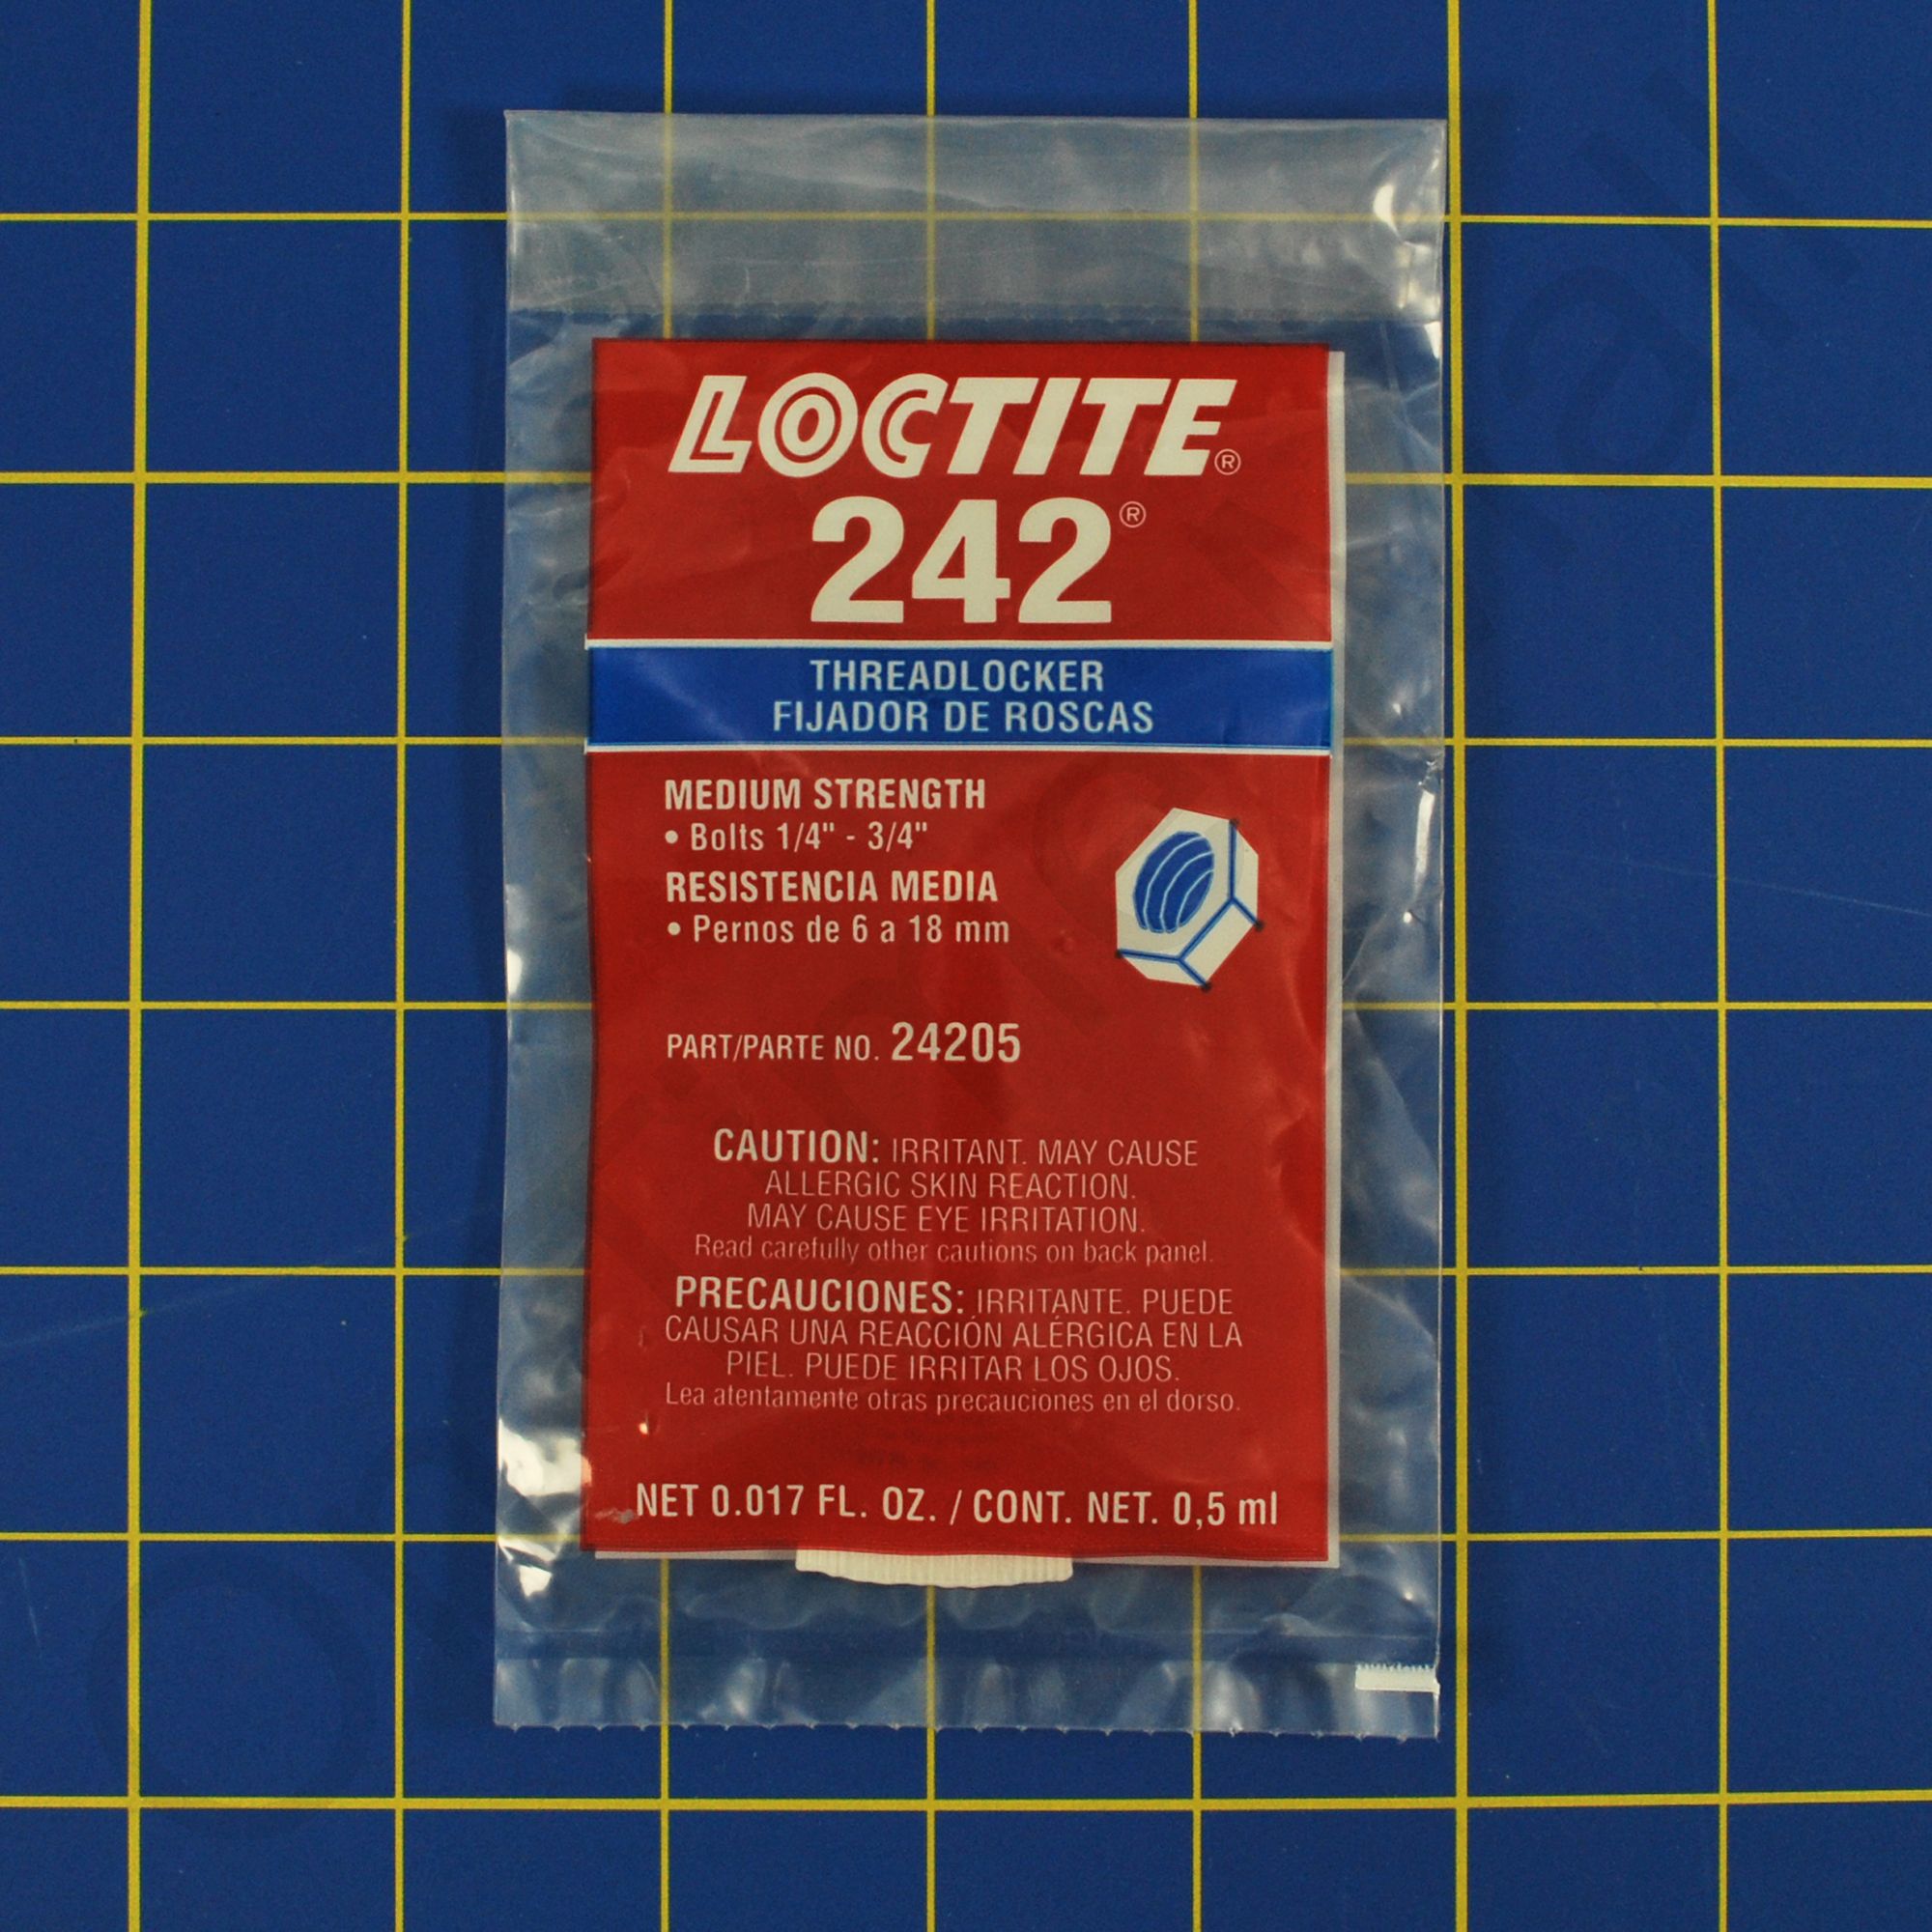 LOCTITE®
242®
THREADLOCKER
FIJADOR DE ROSCAS
MEDIUM STRENGTH
• Bolts 1/4" - 3/4"
RESISTENCIA MEDIA
• Pernos de 6 a 18 mm
PART/PARTE NO. 24205
CAUTION: IRRITANT. MAY CAUSE
ALLERGIC SKIN REACTION.
MAY CAUSE EYE IRRITATION.
Read carefully other cautions on back panel.
PRECAUCIONES: IRRITANTE. PUEDE
CAUSAR UNA REACCIÓN ALÉRGICA EN LA
PIEL. PUEDE IRRITAR LOS OJOS.
Lea atentamente otras precauciones en el dorso.
NET 0.017 FL. OZ. / CONT. NET. 0,5 ml